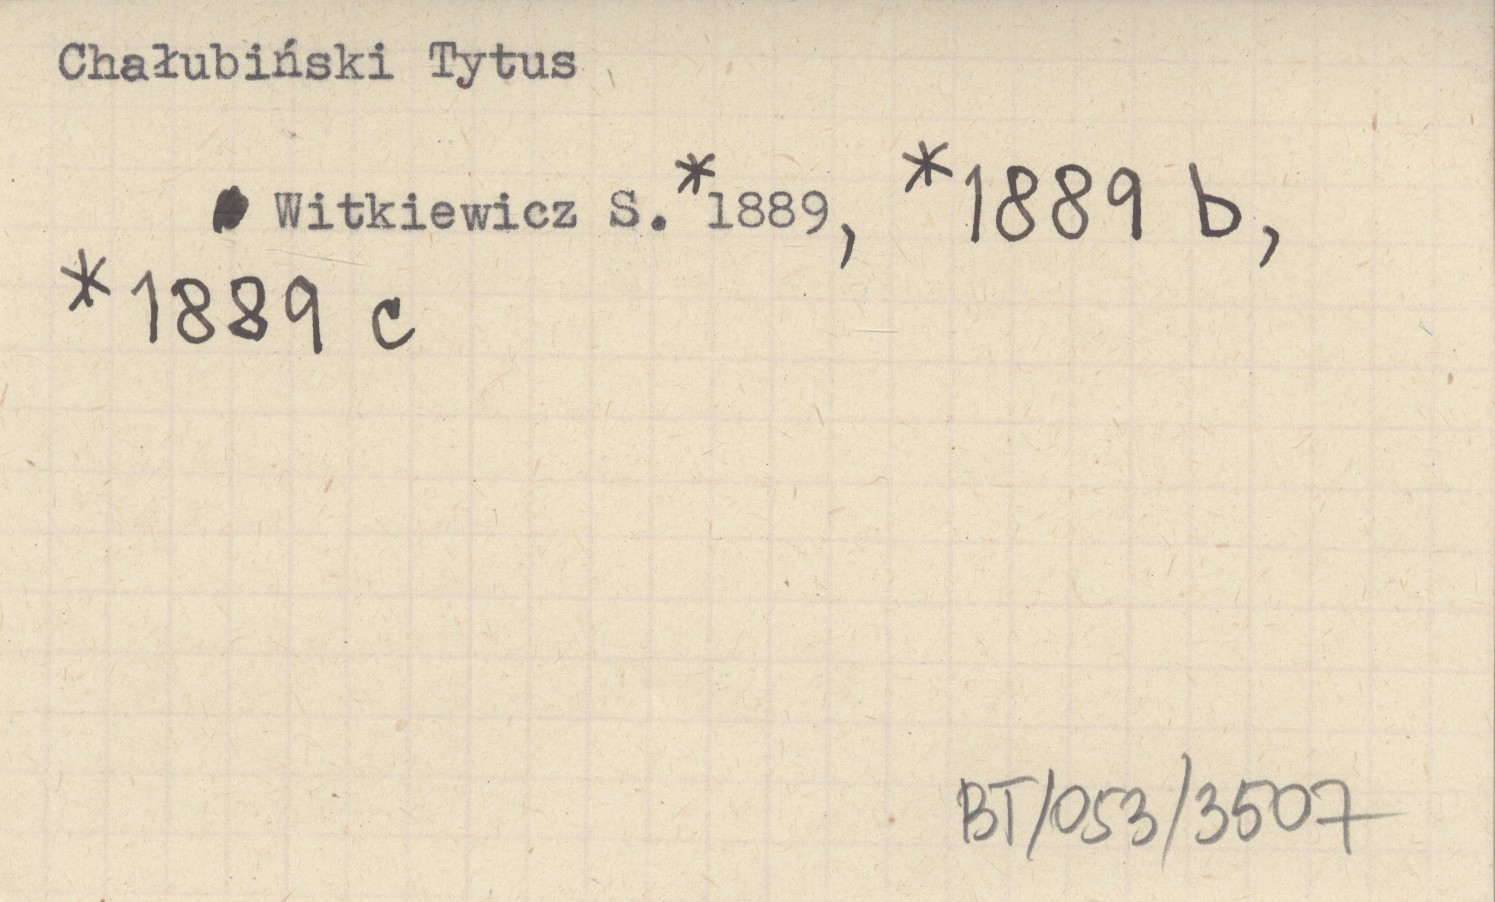 Chałubiński Tytus
Witkiewicz S. *1889, *1889 b,
*1889 c
BT/053/3507